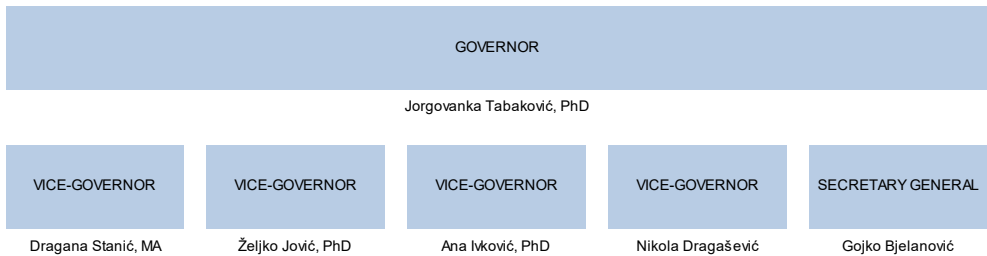 GOVERNOR
Jorgovanka Tabaković, PhD
VICE-GOVERNOR VICE-GOVERNOR VICE-GOVERNOR VICE-GOVERNOR SECRETARY GENERAL
Dragana Stanić, MA Željko Jović, PhD Ana Ivković, PhD Nikola Dragašević Gojko Bjelanović